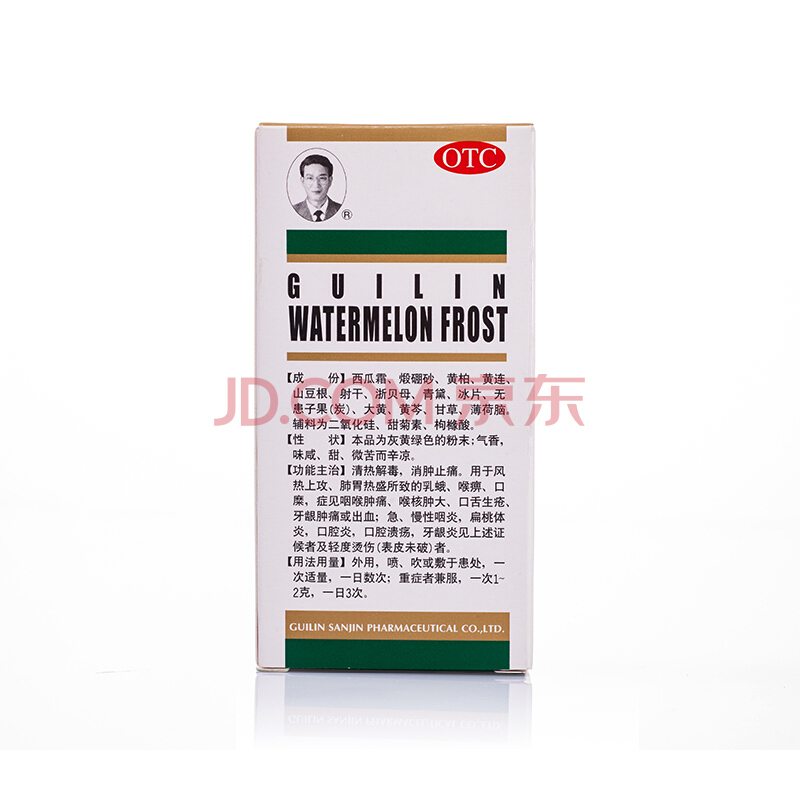 OTC
®
GUILIN
WATERMELON FROST
【成　份】西瓜霜、煅硼砂、黄柏、黄连、
山豆根、射干、浙贝母、青黛、冰片、无
患子果(炭)、大黄、黄芩、甘草、薄荷脑。
辅料为二氧化硅、甜菊素、枸橼酸。
【性　状】本品为灰黄绿色的粉末;气香,
味咸、甜、微苦而辛凉。
【功能主治】清热解毒,消肿止痛。用于风
热上攻、肺胃热盛所致的乳蛾、喉痹、口
糜,症见咽喉肿痛、喉核肿大、口舌生疮、
牙龈肿痛或出血;急、慢性咽炎,扁桃体
炎,口腔炎,口腔溃疡,牙龈炎见上述证
候者及轻度烫伤(表皮未破)者。
【用法用量】外用,喷、吹或敷于患处,一
次适量,一日数次;重症者兼服,一次1~
2克,一日3次。
GUILIN SANJIN PHARMACEUTICAL CO.,LTD.
JD.COM 京东